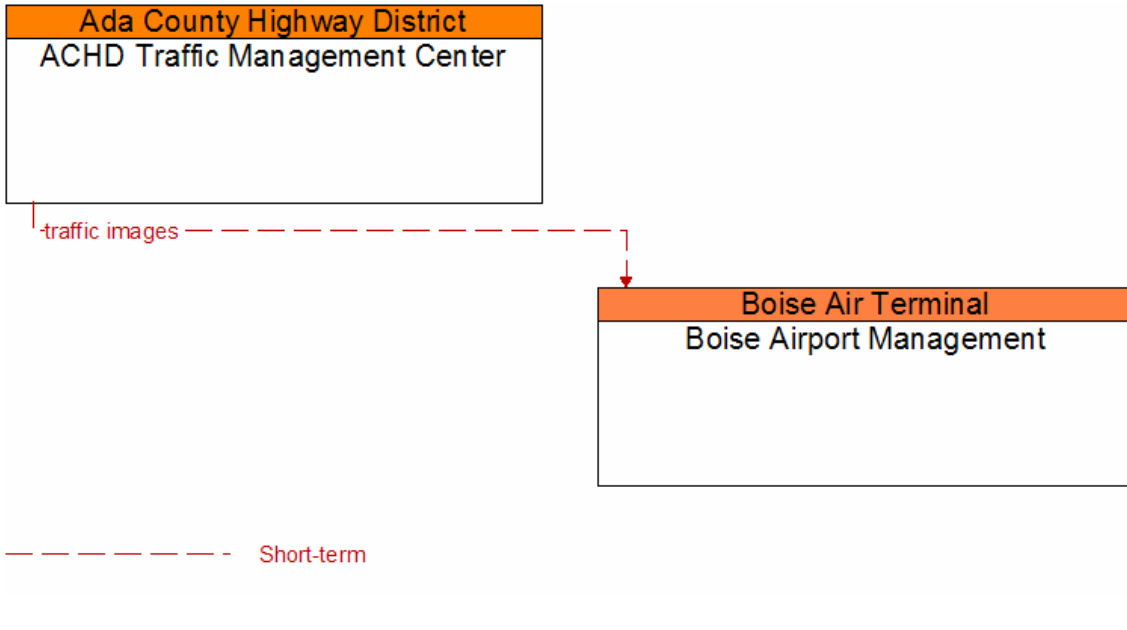 Ada County Highway District
ACHD Traffic Management Center
traffic images
Boise Air Terminal
Boise Airport Management
Short-term